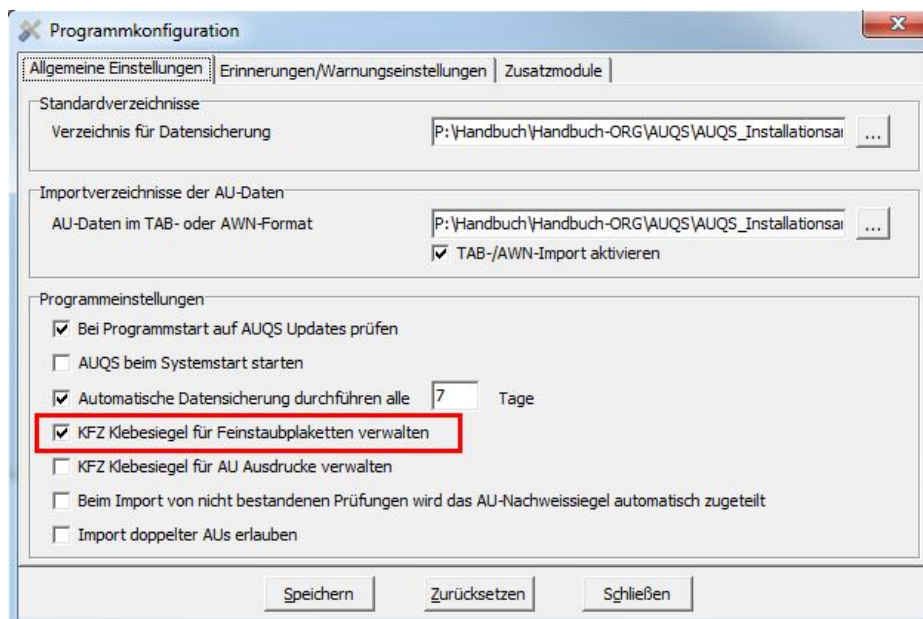 Programmkonfiguration
Allgemeine Einstellungen Erinnerungen/Warnungseinstellungen Zusatzmodule
Standardverzeichnisse
Verzeichnis für Datensicherung P:\Handbuch\Handbuch-ORG\AUQS\AUQS_Installationsar ...
Importverzeichnisse der AU-Daten
AU-Daten im TAB- oder AWN-Format P:\Handbuch\Handbuch-ORG\AUQS\AUQS_Installationsar ...
TAB-/AWN-Import aktivieren
Programmeinstellungen
Bei Programmstart auf AUQS Updates prüfen
AUQS beim Systemstart starten
Automatische Datensicherung durchführen alle 7 Tage
KFZ Klebesiegel für Feinstaubplaketten verwalten
KFZ Klebesiegel für AU Ausdrucke verwalten
Beim Import von nicht bestandenen Prüfungen wird das AU-Nachweissiegel automatisch zugeteilt
Import doppelter AUs erlauben
Speichern Zurücksetzen Schließen